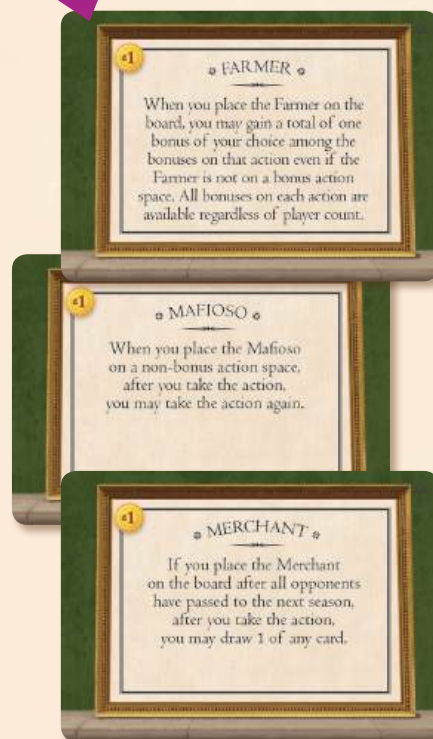 1
FARMER
When you place the Farmer on the
board, you may gain a total of one
bonus of your choice among the
bonuses on that action even if the
Farmer is not on a bonus action
space. All bonuses on each action are
available regardless of player count.
1
MAFIOSO
When you place the Mafioso
on a non-bonus action space,
after you take the action,
you may take the action again.
1
MERCHANT
If you place the Merchant
on the board after all opponents
have passed to the next season,
after you take the action,
you may draw 1 of any card.